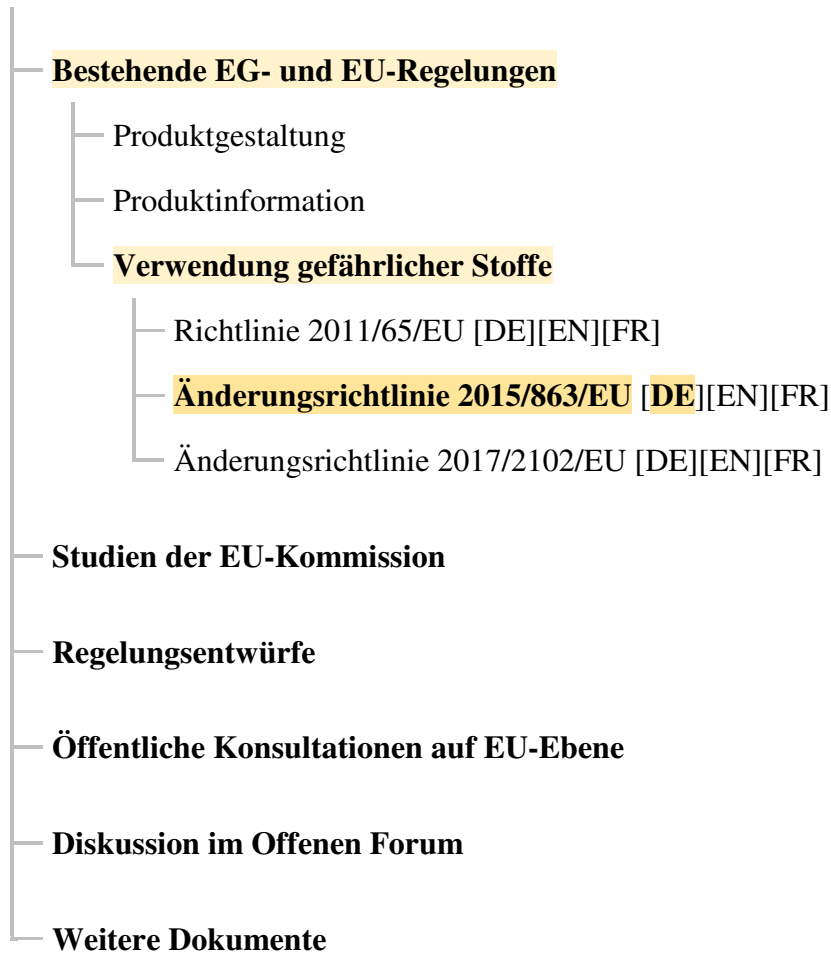 Bestehende EG- und EU-Regelungen
Produktgestaltung
Produktinformation
Verwendung gefährlicher Stoffe
Richtlinie 2011/65/EU [DE][EN][FR]
Änderungsrichtlinie 2015/863/EU [DE][EN][FR]
Änderungsrichtlinie 2017/2102/EU [DE][EN][FR]
Studien der EU-Kommission
Regelungsentwürfe
Öffentliche Konsultationen auf EU-Ebene
Diskussion im Offenen Forum
Weitere Dokumente